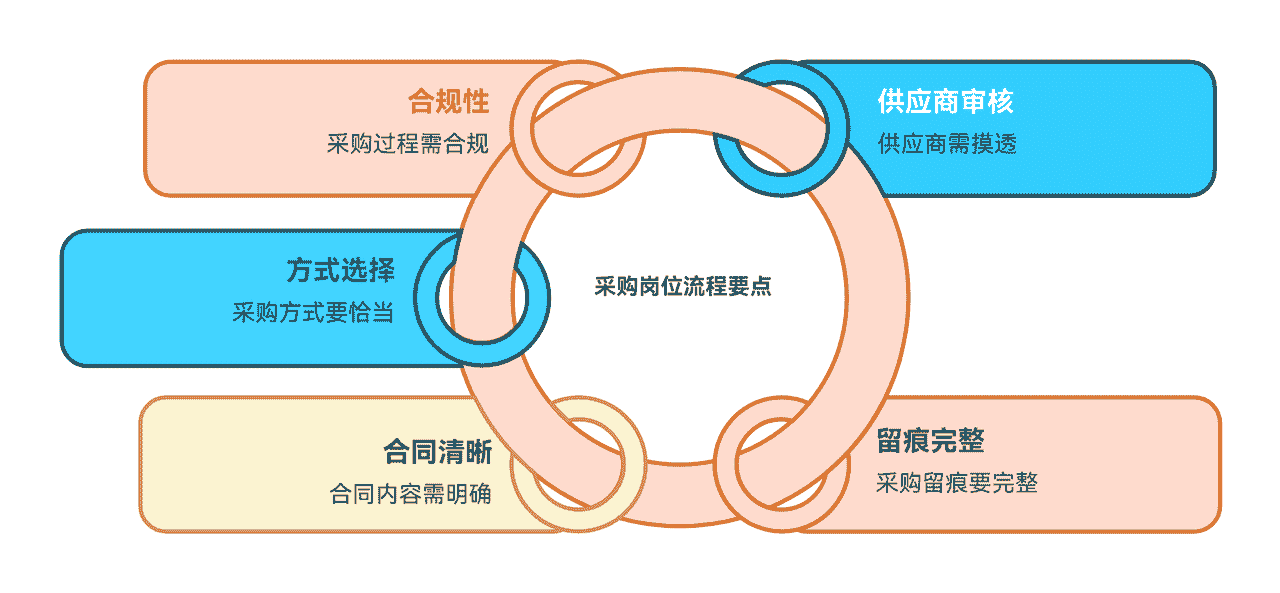 合规性
采购过程需合规
供应商审核
供应商需摸透
方式选择
采购方式要恰当
采购岗位流程要点
合同清晰
合同内容需明确
留痕完整
采购留痕要完整